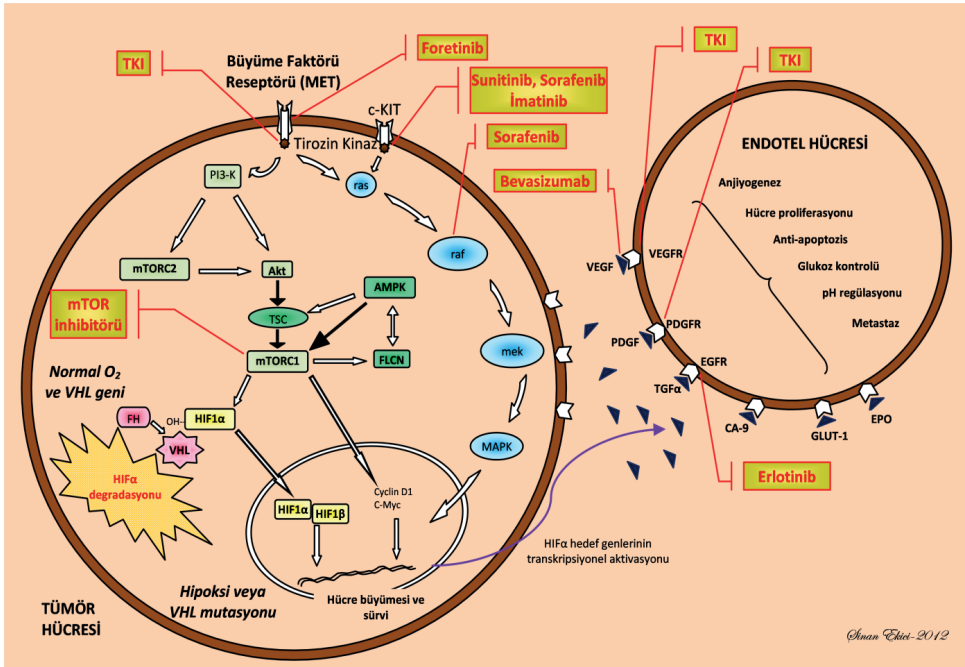 TKI
Büyüme Faktörü
Reseptörü (MET)
Foretinib
Sunitinib, Sorafenib
İmatinib
c-KIT
Tirozin Kinaz
Sorafenib
Bevasizumab
TKI
TKI
PI3-K
ras
raf
mek
MAPK
mTORC2
Akt
AMPK
TSC
mTOR
inhibitörü
mTORC1
FLCN
Normal O₂
ve VHL geni
FH
OH-
HIF1α
VHL
HIFα
degradasyonu
HIF1α
HIF1β
Cyclin D1
C-Myc
Hücre büyümesi ve
sürvi
Hipoksi veya
VHL mutasyonu
TÜMÖR
HÜCRESİ
ENDOTEL HÜCRESİ
Anjiyogenez
Hücre proliferasyonu
Anti-apoptozis
Glukoz kontrolü
pH regülasyonu
Metastaz
VEGF
VEGFR
PDGF
PDGFR
TGFα
EGFR
CA-9
GLUT-1
EPO
Erlotinib
HIFα hedef genlerinin
transkripsiyonel aktivasyonu
Sinan Ekici-2012